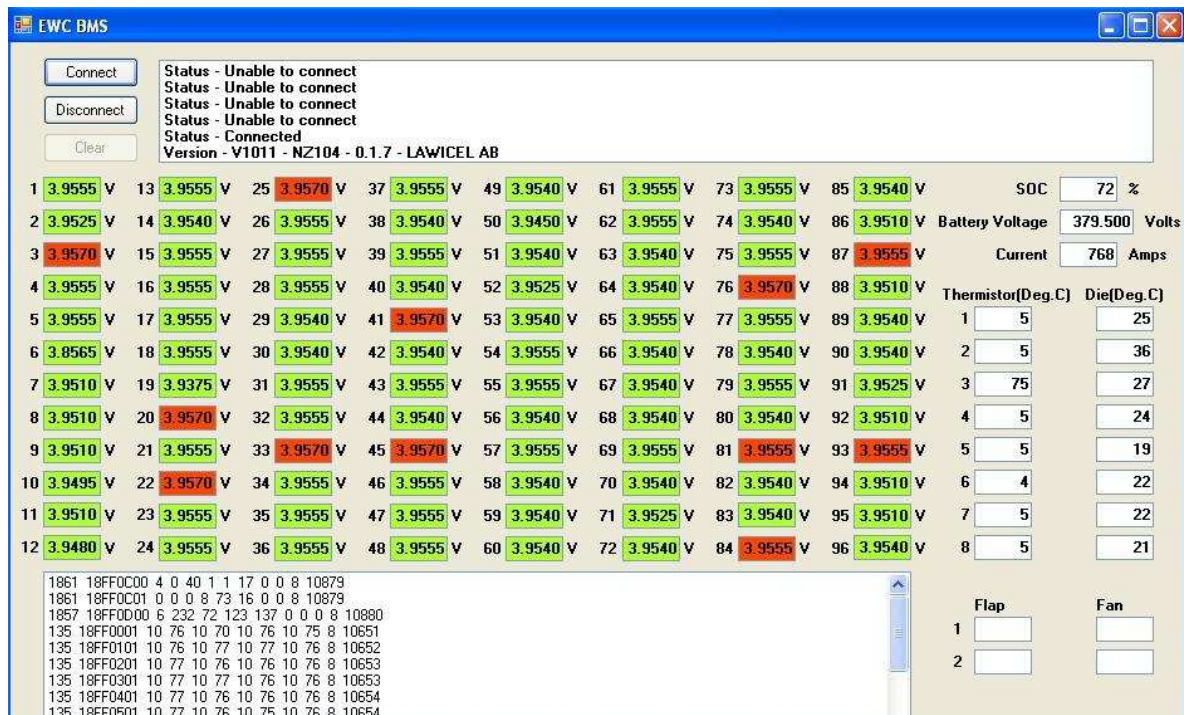 EWC BMS
Connect
Disconnect
Clear
Status - Unable to connect
Status - Unable to connect
Status - Unable to connect
Status - Unable to connect
Status - Connected
Version - V1011 - NZ104 - 0.1.7 - LAWICEL AB
1 3.9555 V 13 3.9555 V 25 3.9570 V 37 3.9555 V 49 3.9540 V 61 3.9555 V 73 3.9555 V 85 3.9540 V SOC 72 %
2 3.9525 V 14 3.9540 V 26 3.9555 V 38 3.9540 V 50 3.9450 V 62 3.9555 V 74 3.9540 V 86 3.9510 V Battery Voltage 379.500 Volts
3 3.9570 V 15 3.9555 V 27 3.9555 V 39 3.9555 V 51 3.9540 V 63 3.9540 V 75 3.9555 V 87 3.9555 V Current 768 Amps
4 3.9555 V 16 3.9555 V 28 3.9555 V 40 3.9540 V 52 3.9525 V 64 3.9540 V 76 3.9570 V 88 3.9510 V Thermistor(Deg.C) Die(Deg.C)
5 3.9555 V 17 3.9555 V 29 3.9540 V 41 3.9570 V 53 3.9540 V 65 3.9555 V 77 3.9555 V 89 3.9540 V 1 5 25
6 3.8565 V 18 3.9555 V 30 3.9540 V 42 3.9540 V 54 3.9555 V 66 3.9540 V 78 3.9540 V 90 3.9540 V 2 5 36
7 3.9510 V 19 3.9375 V 31 3.9555 V 43 3.9555 V 55 3.9555 V 67 3.9540 V 79 3.9555 V 91 3.9525 V 3 75 27
8 3.9510 V 20 3.9570 V 32 3.9555 V 44 3.9540 V 56 3.9540 V 68 3.9540 V 80 3.9540 V 92 3.9510 V 4 5 24
9 3.9510 V 21 3.9555 V 33 3.9570 V 45 3.9570 V 57 3.9555 V 69 3.9555 V 81 3.9555 V 93 3.9555 V 5 5 19
10 3.9495 V 22 3.9570 V 34 3.9555 V 46 3.9555 V 58 3.9540 V 70 3.9540 V 82 3.9540 V 94 3.9510 V 6 4 22
11 3.9510 V 23 3.9555 V 35 3.9555 V 47 3.9555 V 59 3.9540 V 71 3.9525 V 83 3.9540 V 95 3.9510 V 7 5 22
12 3.9480 V 24 3.9555 V 36 3.9555 V 48 3.9555 V 60 3.9540 V 72 3.9540 V 84 3.9555 V 96 3.9540 V 8 5 21
1861 18FF0C00 4 0 40 1 1 17 0 0 8 10879
1861 18FF0C01 0 0 0 8 73 16 0 0 8 10879
1857 18FF0D00 6 232 72 123 137 0 0 0 8 10880
135 18FF0001 10 76 10 70 10 76 10 75 8 10651
135 18FF0101 10 76 10 77 10 77 10 76 8 10652
135 18FF0201 10 77 10 76 10 76 10 76 8 10653
135 18FF0301 10 77 10 77 10 76 10 76 8 10653
135 18FF0401 10 77 10 76 10 76 10 76 8 10654
135 18FF0501 10 77 10 76 10 75 10 76 8 10654
Flap Fan
1
2